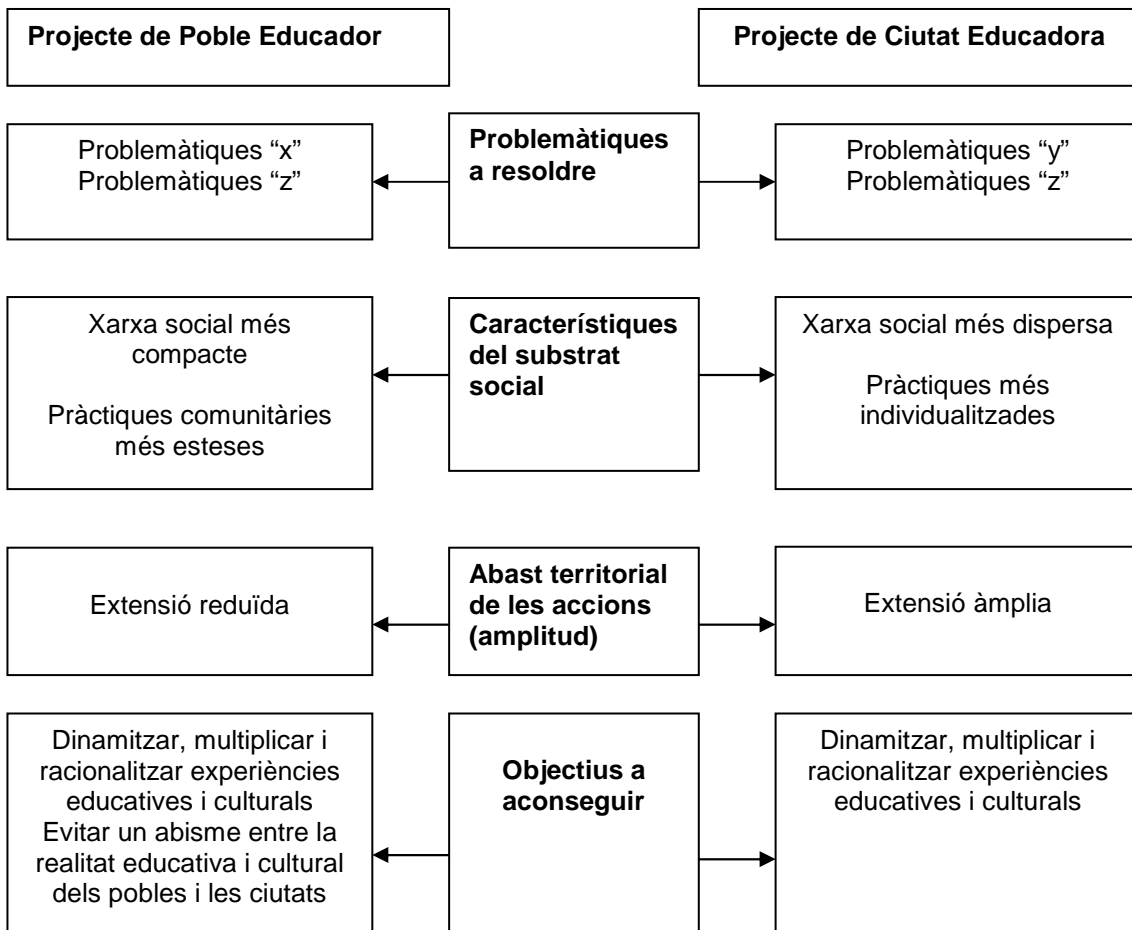 Projecte de Poble Educador
Projecte de Ciutat Educadora
Problemàtiques “x”
Problemàtiques “z”
Problemàtiques
a resoldre
Problemàtiques “y”
Problemàtiques “z”
Xarxa social més
compacte
Pràctiques comunitàries
més esteses
Característiques
del substrat
social
Xarxa social més dispersa
Pràctiques més
individualitzades
Extensió reduïda
Abast territorial
de les accions
(amplitud)
Extensió àmplia
Dinamitzar, multiplicar i
racionalitzar experiències
educatives i culturals
Evitar un abisme entre la
realitat educativa i cultural
dels pobles i les ciutats
Objectius a
aconseguir
Dinamitzar, multiplicar i
racionalitzar experiències
educatives i culturals